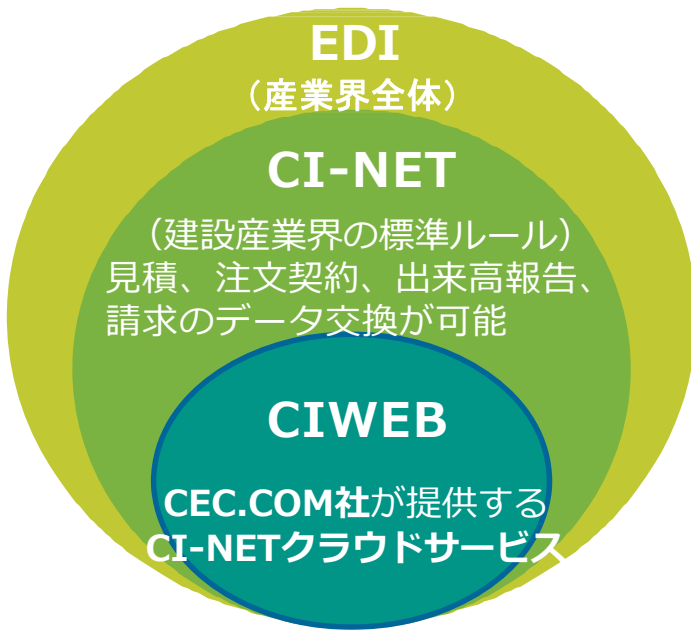 EDI
（産業界全体）
CI-NET
（建設産業界の標準ルール）
見積、注文契約、出来高報告、
請求のデータ交換が可能
CIWEB
CEC.COM社が提供する
CI-NETクラウドサービス